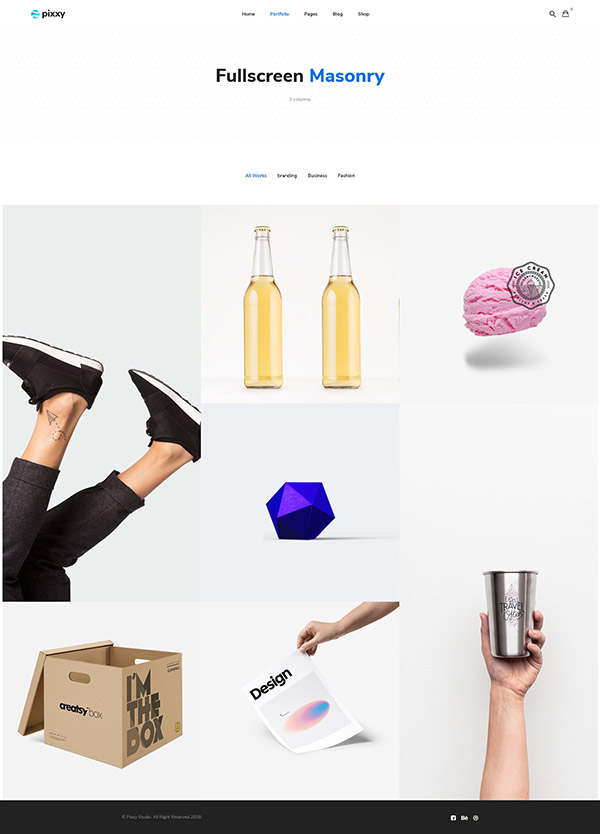 pixxy
Home Portfolio Pages Blog Shop
0
Fullscreen Masonry
3 columns
All Works branding Business Fashion
ICE CREAM
TRAVEL
creatsy box
I'M
THE
BOX
Design
© Pixxy Studio. All Right Reserved 2018.
Bē